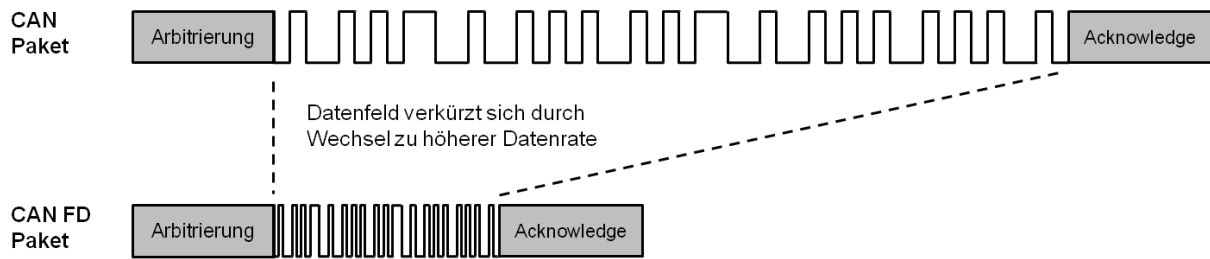 CAN
Paket
Arbitrierung
Acknowledge
Datenfeld verkürzt sich durch
Wechsel zu höherer Datenrate
CAN FD
Paket
Arbitrierung
Acknowledge